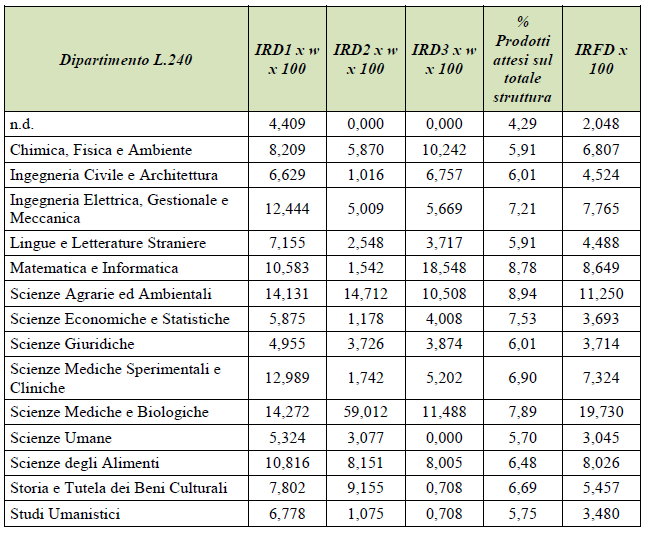 Dipartimento L.240 IRD1 x w x 100 IRD2 x w x 100 IRD3 x w x 100 % Prodotti attesi sul totale struttura IRFD x 100
n.d. 4,409 0,000 0,000 4,29 2,048
Chimica, Fisica e Ambiente 8,209 5,870 10,242 5,91 6,807
Ingegneria Civile e Architettura 6,629 1,016 6,757 6,01 4,524
Ingegneria Elettrica, Gestionale e Meccanica 12,444 5,009 5,669 7,21 7,765
Lingue e Letterature Straniere 7,155 2,548 3,717 5,91 4,488
Matematica e Informatica 10,583 1,542 18,548 8,78 8,649
Scienze Agrarie ed Ambientali 14,131 14,712 10,508 8,94 11,250
Scienze Economiche e Statistiche 5,875 1,178 4,008 7,53 3,693
Scienze Giuridiche 4,955 3,726 3,874 6,01 3,714
Scienze Mediche Sperimentali e Cliniche 12,989 1,742 5,202 6,90 7,324
Scienze Mediche e Biologiche 14,272 59,012 11,488 7,89 19,730
Scienze Umane 5,324 3,077 0,000 5,70 3,045
Scienze degli Alimenti 10,816 8,151 8,005 6,48 8,026
Storia e Tutela dei Beni Culturali 7,802 9,155 0,708 6,69 5,457
Studi Umanistici 6,778 1,075 0,708 5,75 3,480